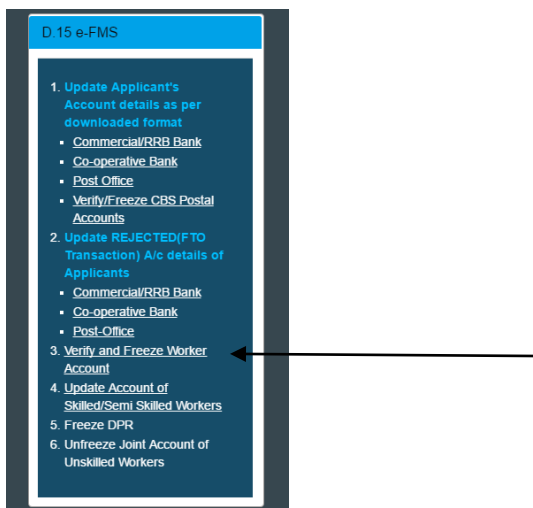 D.15 e-FMS
1. Update Applicant's
Account details as per
downloaded format
▪ Commercial/RRB Bank
▪ Co-operative Bank
▪ Post Office
▪ Verify/Freeze CBS Postal
Accounts
2. Update REJECTED(FTO
Transaction) A/c details of
Applicants
▪ Commercial/RRB Bank
▪ Co-operative Bank
▪ Post-Office
3. Verify and Freeze Worker
Account
4. Update Account of
Skilled/Semi Skilled Workers
5. Freeze DPR
6. Unfreeze Joint Account of
Unskilled Workers